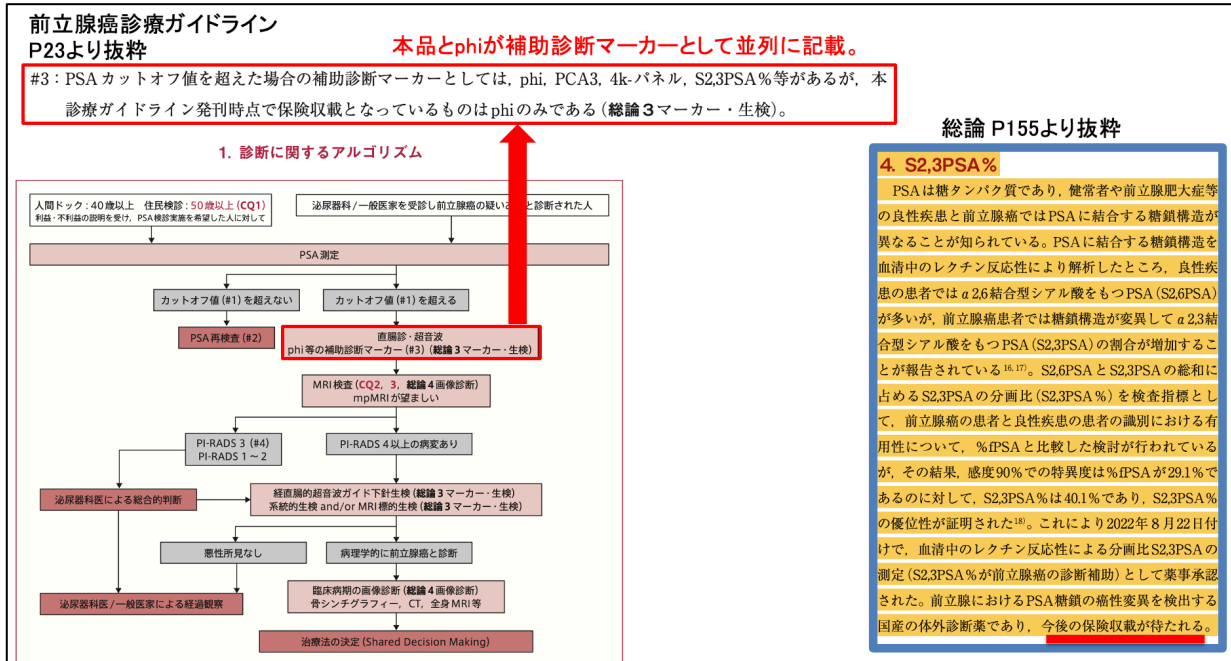 前立腺癌診療ガイドライン
P23より抜粋
本品とphiが補助診断マーカーとして並列に記載。
#3：PSAカットオフ値を超えた場合の補助診断マーカーとしては，phi，PCA3，4k-パネル，S2,3PSA％等があるが，本
診療ガイドライン発刊時点で保険収載となっているものはphiのみである（総論3マーカー・生検）。
1. 診断に関するアルゴリズム
人間ドック：40歳以上　住民検診：50歳以上（CQ1）
利益・不利益の説明を受け，PSA検診実施を希望した人に対して
泌尿器科/一般医家を受診し前立腺癌の疑い
と診断された人
PSA測定
カットオフ値（#1）を超えない
カットオフ値（#1）を超える
PSA再検査（#2）
直腸診・超音波
phi等の補助診断マーカー（#3）（総論3マーカー・生検）
MRI検査（CQ2，3，総論4画像診断）
mpMRIが望ましい
PI-RADS 3（#4）
PI-RADS 1～2
PI-RADS 4以上の病変あり
泌尿器科医による総合的判断
経直腸的超音波ガイド下針生検（総論3マーカー・生検）
系統的生検 and/or MRI標的生検（総論3マーカー・生検）
悪性所見なし
病理学的に前立腺癌と診断
泌尿器科医/一般医家による経過観察
臨床病期の画像診断（総論4画像診断）
骨シンチグラフィー，CT，全身MRI等
治療法の決定（Shared Decision Making）
総論 P155より抜粋
4. S2,3PSA％
PSAは糖タンパク質であり，健常者や前立腺肥大症等
の良性疾患と前立腺癌ではPSAに結合する糖鎖構造が
異なることが知られている。PSAに結合する糖鎖構造を
血清中のレクチン反応性により解析したところ，良性疾
患の患者ではα2,6結合型シアル酸をもつPSA（S2,6PSA）
が多いが，前立腺癌患者では糖鎖構造が変異してα2,3結
合型シアル酸をもつPSA（S2,3PSA）の割合が増加するこ
とが報告されている16,17）。S2,6PSAとS2,3PSAの総和に
占めるS2,3PSAの分画比（S2,3PSA％）を検査指標とし
て，前立腺癌の患者と良性疾患の患者の識別における有
用性について，％fPSAと比較した検討が行われている
が，その結果，感度90％での特異度は％fPSAが29.1％で
あるのに対して，S2,3PSA％は40.1％であり，S2,3PSA％
の優位性が証明された18）。これにより2022年8月22日付
けで，血清中のレクチン反応性による分画比S2,3PSAの
測定（S2,3PSA％が前立腺癌の診断補助）として薬事承認
された。前立腺におけるPSA糖鎖の癌性変異を検出する
国産の体外診断薬であり，今後の保険収載が待たれる。